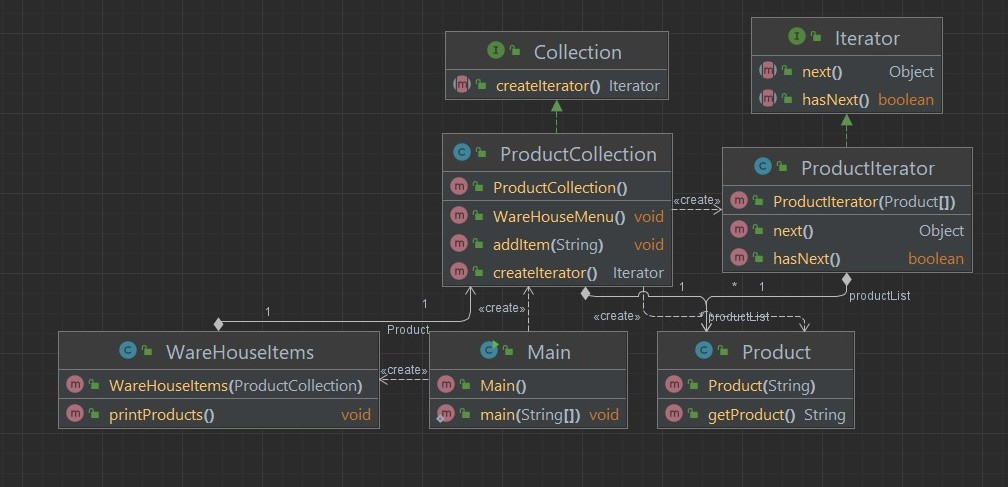 Collection
createIterator() Iterator
Iterator
next() Object
hasNext() boolean
ProductCollection
ProductCollection()
WareHouseMenu() void
addItem(String) void
createIterator() Iterator
«create»
ProductIterator
ProductIterator(Product[])
next() Object
hasNext() boolean
1
1
Product
«create»
«create»
1
*
1
productList
productList
WareHouseItems
WareHouseItems(ProductCollection)
printProducts() void
«create»
Main
Main()
main(String[]) void
Product
Product(String)
getProduct() String